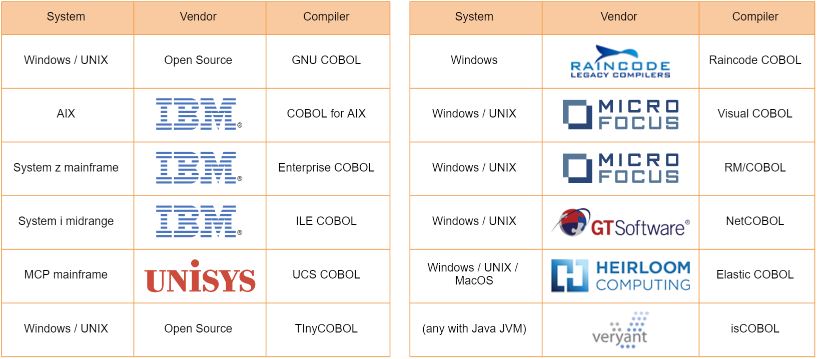 System Vendor Compiler
Windows / UNIX Open Source GNU COBOL
AIX IBM® COBOL for AIX
System z mainframe IBM® Enterprise COBOL
System i midrange IBM® ILE COBOL
MCP mainframe UNiSYS UCS COBOL
Windows / UNIX Open Source TInyCOBOL
System Vendor Compiler
Windows RAINCODE Raincode COBOL
LEGACY COMPILERS
Windows / UNIX MICRO Visual COBOL
FOCUS
Windows / UNIX MICRO RM/COBOL
FOCUS
Windows / UNIX GTSoftware® NetCOBOL
Windows / UNIX / HEIRLOOM Elastic COBOL
MacOS COMPUTING
(any with Java JVM) veryant isCOBOL